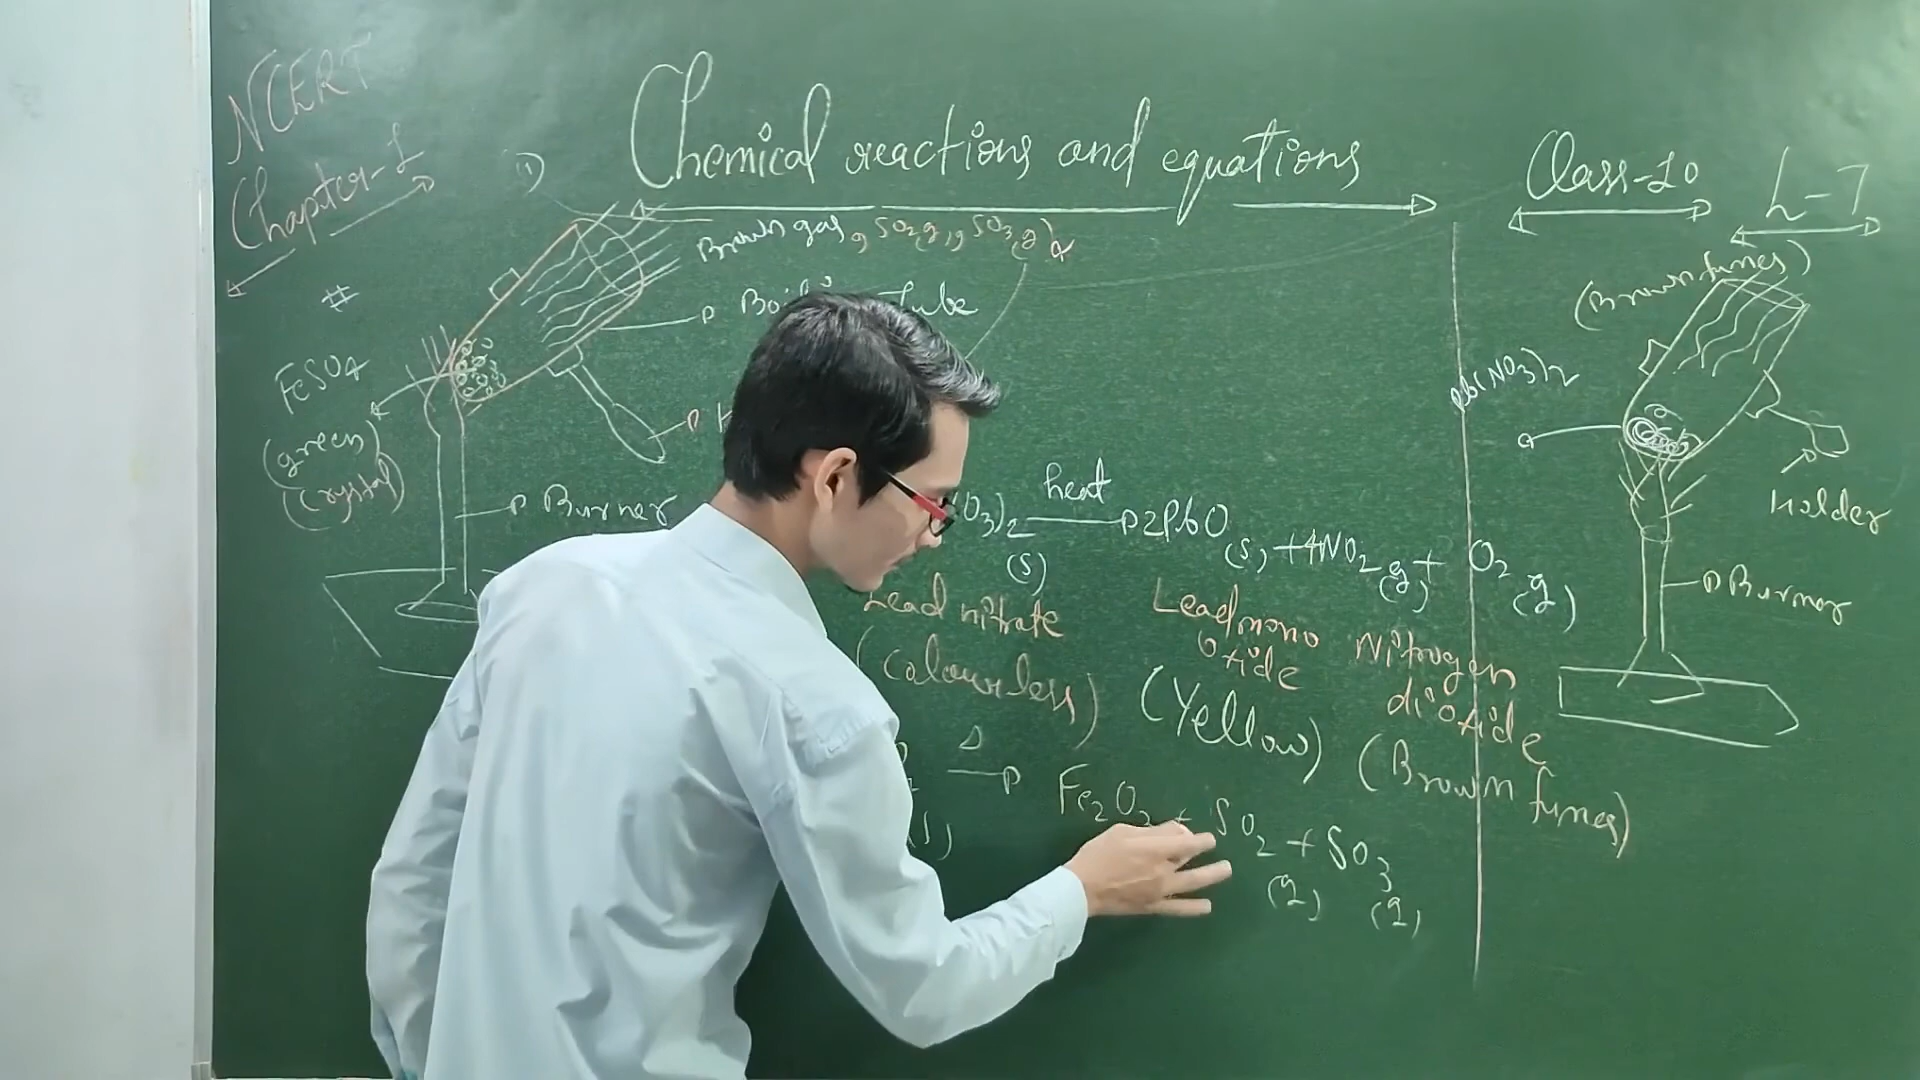 NCERT
Chapter-1
(1)
Chemical reactions and equations
Class-10
L-7
Brown gas, SO2(g), SO3(g)
(Brown fumes)
#
FeSO4
(green)
(Crystal)
Burner
Tube
Pb(NO3)2
Holder
Burner
O3)2 (s) heat 2PbO (s) + 4NO2 (g) + O2 (g)
Lead nitrate
(Colourless)
Lead mono oxide
(Yellow)
Nitrogen dioxide
(Brown fumes)
Δ
Fe2O3 + SO2 (g) + SO3 (g)